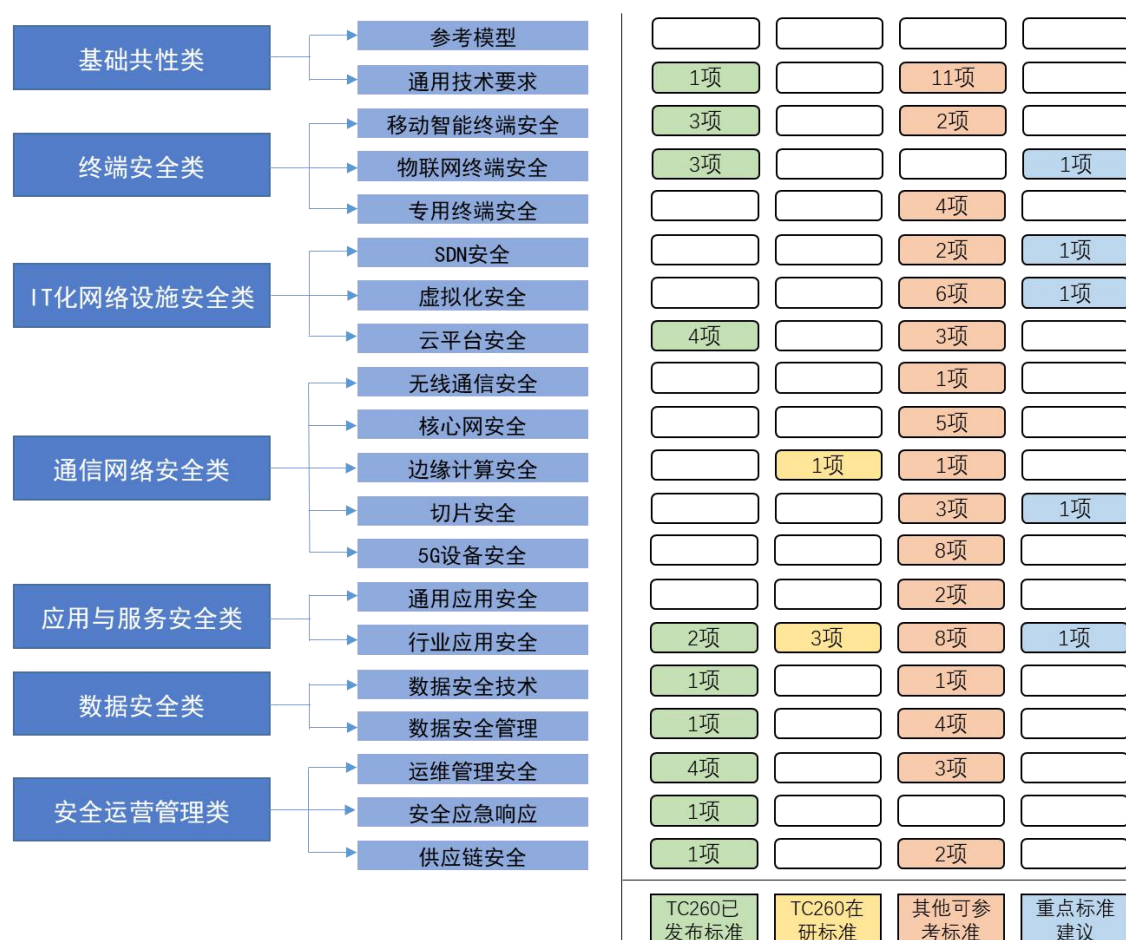 基础共性类
参考模型
通用技术要求
1项
11项
终端安全类
移动智能终端安全
3项
2项
物联网终端安全
3项
1项
专用终端安全
4项
IT化网络设施安全类
SDN安全
2项
1项
虚拟化安全
6项
1项
云平台安全
4项
3项
通信网络安全类
无线通信安全
1项
核心网安全
5项
边缘计算安全
1项
1项
切片安全
3项
1项
5G设备安全
8项
应用与服务安全类
通用应用安全
2项
行业应用安全
2项
3项
8项
1项
数据安全类
数据安全技术
1项
1项
数据安全管理
1项
4项
安全运营管理类
运维管理安全
4项
3项
安全应急响应
1项
供应链安全
1项
2项
TC260已
发布标准
TC260在
研标准
其他可参
考标准
重点标准
建议